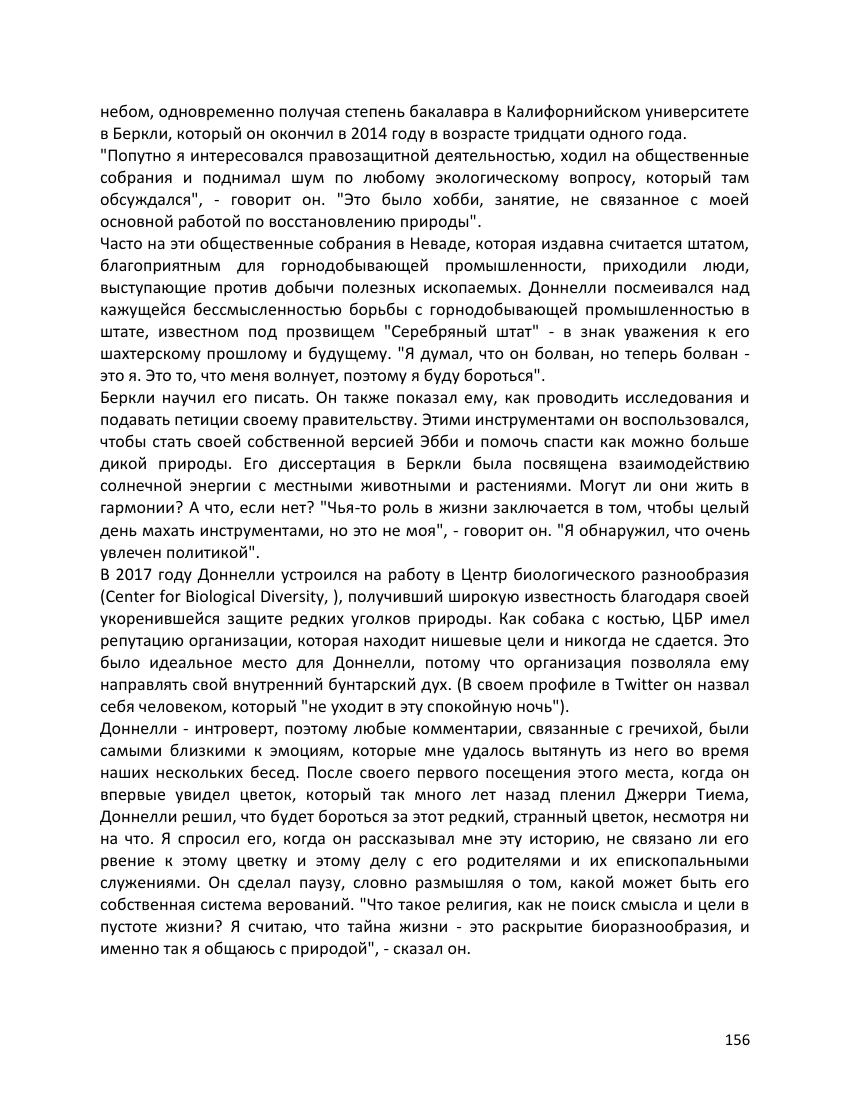 небом, одновременно получая степень бакалавра в Калифорнийском университете
в Беркли, который он окончил в 2014 году в возрасте тридцати одного года.
"Попутно я интересовался правозащитной деятельностью, ходил на общественные
собрания и поднимал шум по любому экологическому вопросу, который там
обсуждался", - говорит он. "Это было хобби, занятие, не связанное с моей
основной работой по восстановлению природы".
Часто на эти общественные собрания в Неваде, которая издавна считается штатом,
благоприятным для горнодобывающей промышленности, приходили люди,
выступающие против добычи полезных ископаемых. Доннелли посмеивался над
кажущейся бессмысленностью борьбы с горнодобывающей промышленностью в
штате, известном под прозвищем "Серебряный штат" - в знак уважения к его
шахтерскому прошлому и будущему. "Я думал, что он болван, но теперь болван -
это я. Это то, что меня волнует, поэтому я буду бороться".
Беркли научил его писать. Он также показал ему, как проводить исследования и
подавать петиции своему правительству. Этими инструментами он воспользовался,
чтобы стать своей собственной версией Эбби и помочь спасти как можно больше
дикой природы. Его диссертация в Беркли была посвящена взаимодействию
солнечной энергии с местными животными и растениями. Могут ли они жить в
гармонии? А что, если нет? "Чья-то роль в жизни заключается в том, чтобы целый
день махать инструментами, но это не моя", - говорит он. "Я обнаружил, что очень
увлечен политикой".
В 2017 году Доннелли устроился на работу в Центр биологического разнообразия
(Center for Biological Diversity, ), получивший широкую известность благодаря своей
укоренившейся защите редких уголков природы. Как собака с костью, ЦБР имел
репутацию организации, которая находит нишевые цели и никогда не сдается. Это
было идеальное место для Доннелли, потому что организация позволяла ему
направлять свой внутренний бунтарский дух. (В своем профиле в Twitter он назвал
себя человеком, который "не уходит в эту спокойную ночь").
Доннелли - интроверт, поэтому любые комментарии, связанные с гречихой, были
самыми близкими к эмоциям, которые мне удалось вытянуть из него во время
наших нескольких бесед. После своего первого посещения этого места, когда он
впервые увидел цветок, который так много лет назад пленил Джерри Тиема,
Доннелли решил, что будет бороться за этот редкий, странный цветок, несмотря ни
на что. Я спросил его, когда он рассказывал мне эту историю, не связано ли его
рвение к этому цветку и этому делу с его родителями и их епископальными
служениями. Он сделал паузу, словно размышляя о том, какой может быть его
собственная система верований. "Что такое религия, как не поиск смысла и цели в
пустоте жизни? Я считаю, что тайна жизни - это раскрытие биоразнообразия, и
именно так я общаюсь с природой", - сказал он.
156